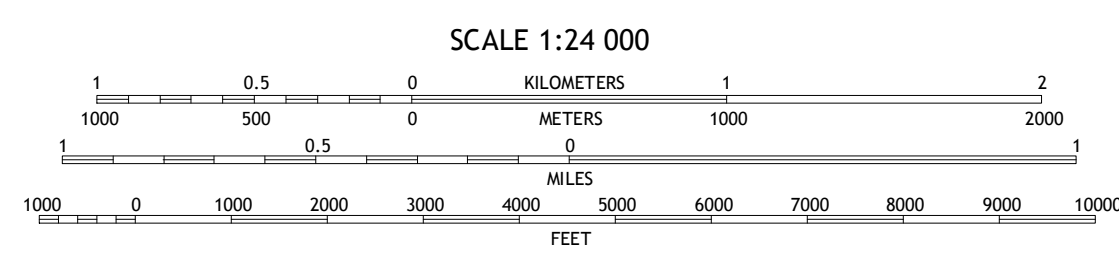 SCALE 1:24 000
1 0.5 0 KILOMETERS 1 2
1000 500 0 METERS 1000 2000
1 0.5 0 1
MILES
1000 0 1000 2000 3000 4000 5000 6000 7000 8000 9000 10000
FEET